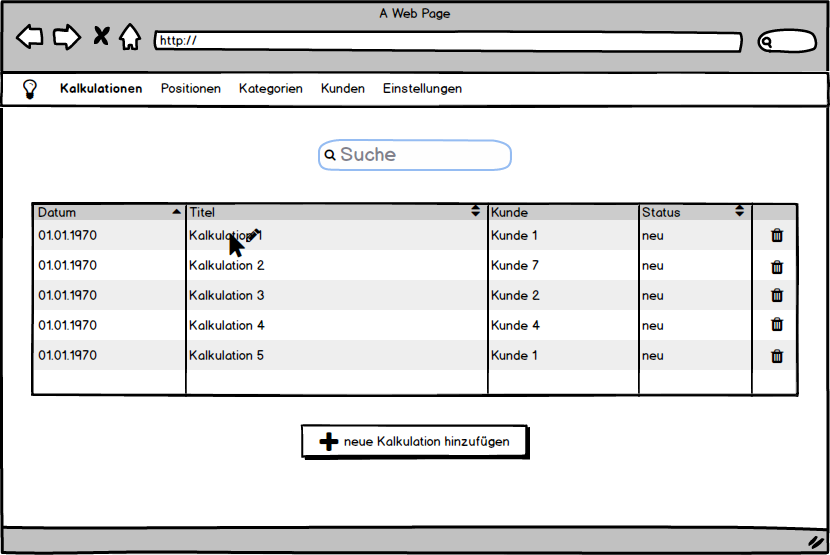 A Web Page
http://
Kalkulationen Positionen Kategorien Kunden Einstellungen
Suche
Datum Titel Kunde Status
01.01.1970 Kalkulation 1 Kunde 1 neu
01.01.1970 Kalkulation 2 Kunde 7 neu
01.01.1970 Kalkulation 3 Kunde 2 neu
01.01.1970 Kalkulation 4 Kunde 4 neu
01.01.1970 Kalkulation 5 Kunde 1 neu
neue Kalkulation hinzufügen